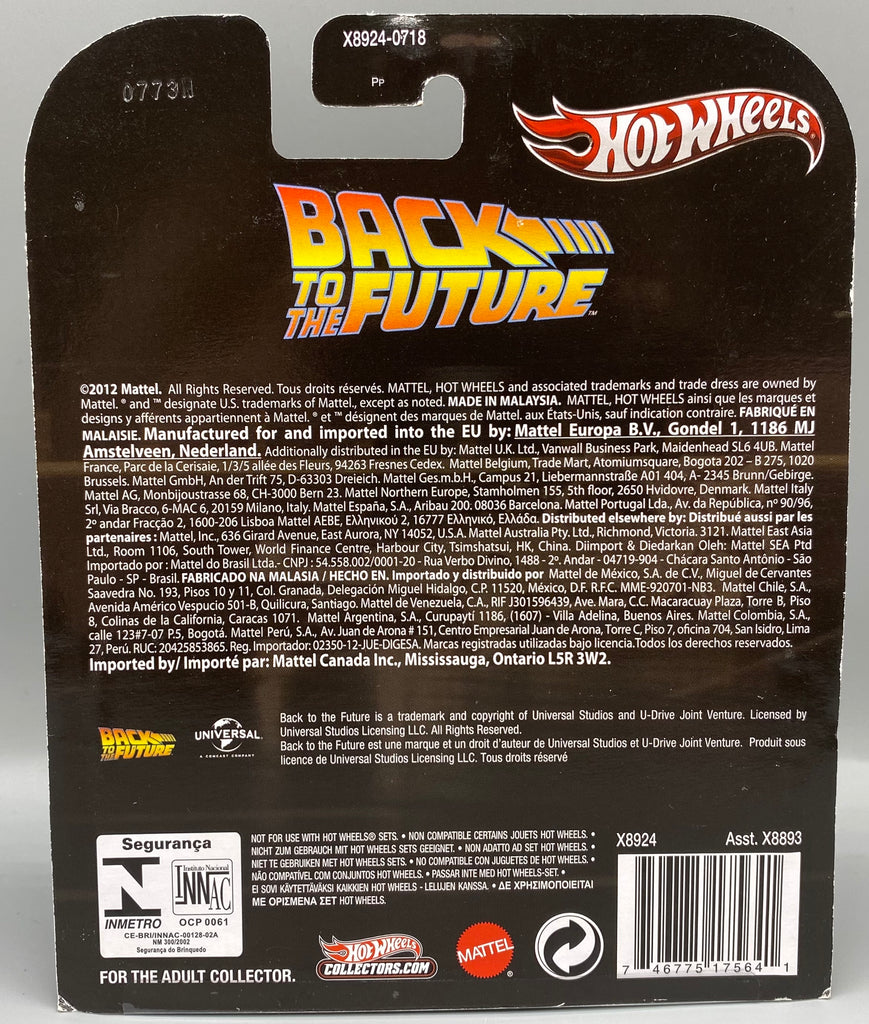 X8924-0718
Pp
0773N
HOT WHEELS®
BACK
TO THE FUTURE™
©2012 Mattel. All Rights Reserved. Tous droits réservés. MATTEL, HOT WHEELS and associated trademarks and trade dress are owned by
Mattel. ® and ™ designate U.S. trademarks of Mattel., except as noted. MADE IN MALAYSIA. MATTEL, HOT WHEELS ainsi que les marques et
designs y afférents appartiennent à Mattel. ® et ™ désignent des marques de Mattel. aux États-Unis, sauf indication contraire. FABRIQUÉ EN
MALAISIE. Manufactured for and imported into the EU by: Mattel Europa B.V., Gondel 1, 1186 MJ
Amstelveen, Nederland. Additionally distributed in the EU by: Mattel U.K. Ltd., Vanwall Business Park, Maidenhead SL6 4UB. Mattel
France, Parc de la Cerisaie, 1/3/5 allée des Fleurs, 94263 Fresnes Cedex. Mattel Belgium, Trade Mart, Atomiumsquare, Bogota 202 – B 275, 1020
Brussels. Mattel GmbH, An der Trift 75, D-63303 Dreieich. Mattel Ges.m.b.H., Campus 21, Liebermannstraße A01 404, A- 2345 Brunn/Gebirge.
Mattel AG, Monbijoustrasse 68, CH-3000 Bern 23. Mattel Northern Europe, Stamholmen 155, 5th floor, 2650 Hvidovre, Denmark. Mattel Italy
Srl, Via Bracco, 6-MAC 6, 20159 Milano, Italy. Mattel España, S.A., Aribau 200. 08036 Barcelona. Mattel Portugal Lda., Av. da República, nº 90/96,
2º andar Fracção 2, 1600-206 Lisboa Mattel AEBE, Ελληνικού 2, 16777 Ελληνικό, Ελλάδα. Distributed elsewhere by: Distribué aussi par les
partenaires : Mattel, Inc., 636 Girard Avenue, East Aurora, NY 14052, U.S.A. Mattel Australia Pty. Ltd., Richmond, Victoria. 3121. Mattel East Asia
Ltd., Room 1106, South Tower, World Finance Centre, Harbour City, Tsimshatsui, HK, China. Diimport & Diedarkan Oleh: Mattel SEA Ptd
Importado por : Mattel do Brasil Ltda.- CNPJ : 54.558.002/0001-20 - Rua Verbo Divino, 1488 - 2º. Andar - 04719-904 - Chácara Santo Antônio - São
Paulo - SP - Brasil. FABRICADO NA MALASIA / HECHO EN. Importado y distribuido por Mattel de México, S.A. de C.V., Miguel de Cervantes
Saavedra No. 193, Pisos 10 y 11, Col. Granada, Delegación Miguel Hidalgo, C.P. 11520, México, D.F. R.F.C. MME-920701-NB3. Mattel Chile, S.A.,
Avenida Américo Vespucio 501-B, Quilicura, Santiago. Mattel de Venezuela, C.A., RIF J301596439, Ave. Mara, C.C. Macaracuay Plaza, Torre B, Piso
8, Colinas de la California, Caracas 1071. Mattel Argentina, S.A., Curupaytí 1186, (1607) - Villa Adelina, Buenos Aires. Mattel Colombia, S.A.,
calle 123#7-07 P.5, Bogotá. Mattel Perú, S.A., Av. Juan de Arona # 151, Centro Empresarial Juan de Arona, Torre C, Piso 7, oficina 704, San Isidro, Lima
27, Perú. RUC: 20425853865. Reg. Importador: 02350-12-JUE-DIGESA. Marcas registradas utilizadas bajo licencia.Todos los derechos reservados.
Imported by/ Importé par: Mattel Canada Inc., Mississauga, Ontario L5R 3W2.
BACK
TO THE FUTURE
UNIVERSAL
A COMCAST COMPANY
Back to the Future is a trademark and copyright of Universal Studios and U-Drive Joint Venture. Licensed by
Universal Studios Licensing LLC. All Rights Reserved.
Back to the Future est une marque et un droit d'auteur de Universal Studios et U-Drive Joint Venture. Produit sous
licence de Universal Studios Licensing LLC. Tous droits réservé
Segurança
Instituto Nacional
INNAC
INMETRO
OCP 0061
CE-BRI/INNAC-00128-02A
NM 300/2002
Segurança do Brinquedo
FOR THE ADULT COLLECTOR.
NOT FOR USE WITH HOT WHEELS® SETS. • NON COMPATIBLE CERTAINS JOUETS HOT WHEELS. •
NICHT ZUM GEBRAUCH MIT HOT WHEELS SETS GEEIGNET. • NON ADATTO AD SET HOT WHEELS. •
NIET TE GEBRUIKEN MET HOT WHEELS SETS. • NO COMPATIBLE CON JUGUETES DE HOT WHEELS. •
NÃO COMPATÍVEL COM CONJUNTOS HOT WHEELS. • PASSAR INTE MED HOT WHEELS-SET. •
EI SOVI KÄYTETTÄVÄKSI KAIKKIEN HOT WHEELS - LELUJEN KANSSA. • ΔΕ ΧΡΗΣΙΜΟΠΟΙΕΙΤΑΙ
ΜΕ ΟΡΙΣΜΕΝΑ ΣΕΤ HOT WHEELS.
HOT WHEELS
COLLECTORS.COM
MATTEL®
X8924 Asst. X8893
7 46775 17564 1